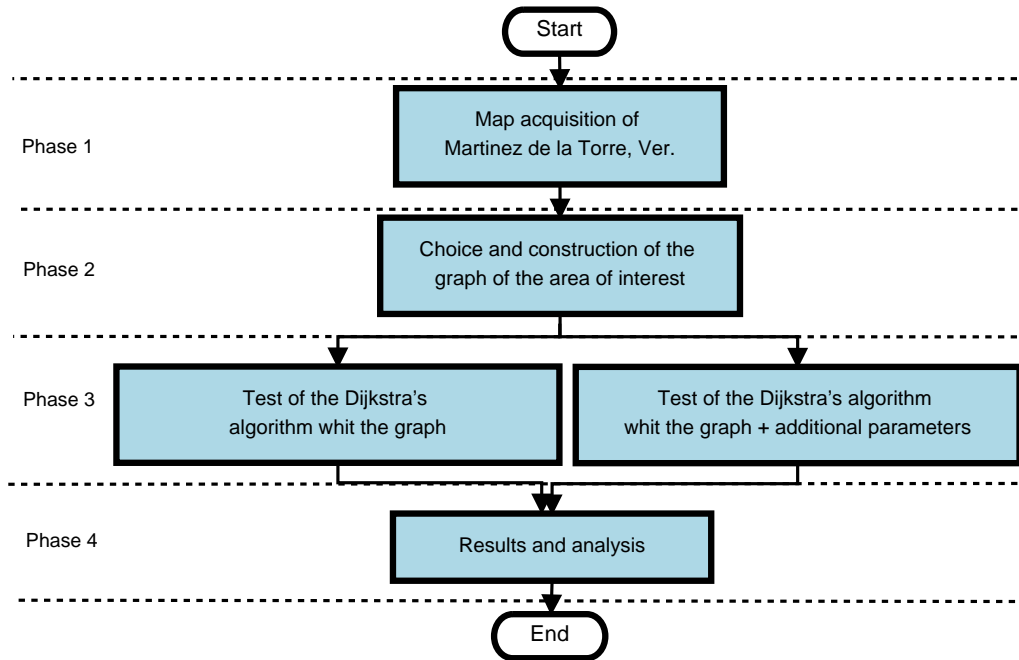 Start
Phase 1
Map acquisition of
Martinez de la Torre, Ver.
Phase 2
Choice and construction of the
graph of the area of interest
Phase 3
Test of the Dijkstra's
algorithm whit the graph
Test of the Dijkstra's algorithm
whit the graph + additional parameters
Phase 4
Results and analysis
End